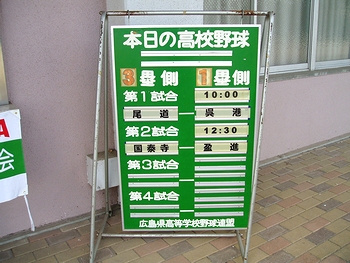 本日の高校野球
3塁側 1塁側
第1試合 10:00
尾道 呉港
第2試合 12:30
国泰寺 盈進
第3試合
第4試合
広島県高等学校野球連盟
会